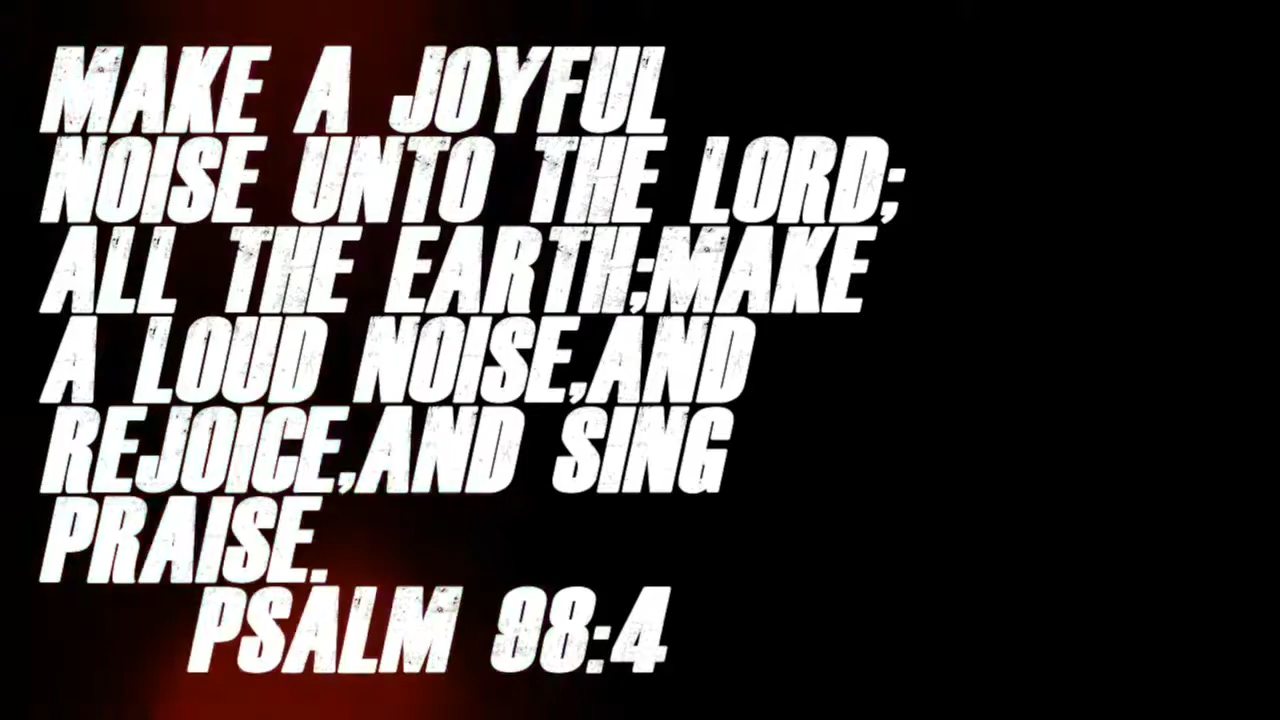 MAKE A JOYFUL
NOISE UNTO THE LORD;
ALL THE EARTH;MAKE
A LOUD NOISE,AND
REJOICE,AND SING
PRAISE.
PSALM 98:4